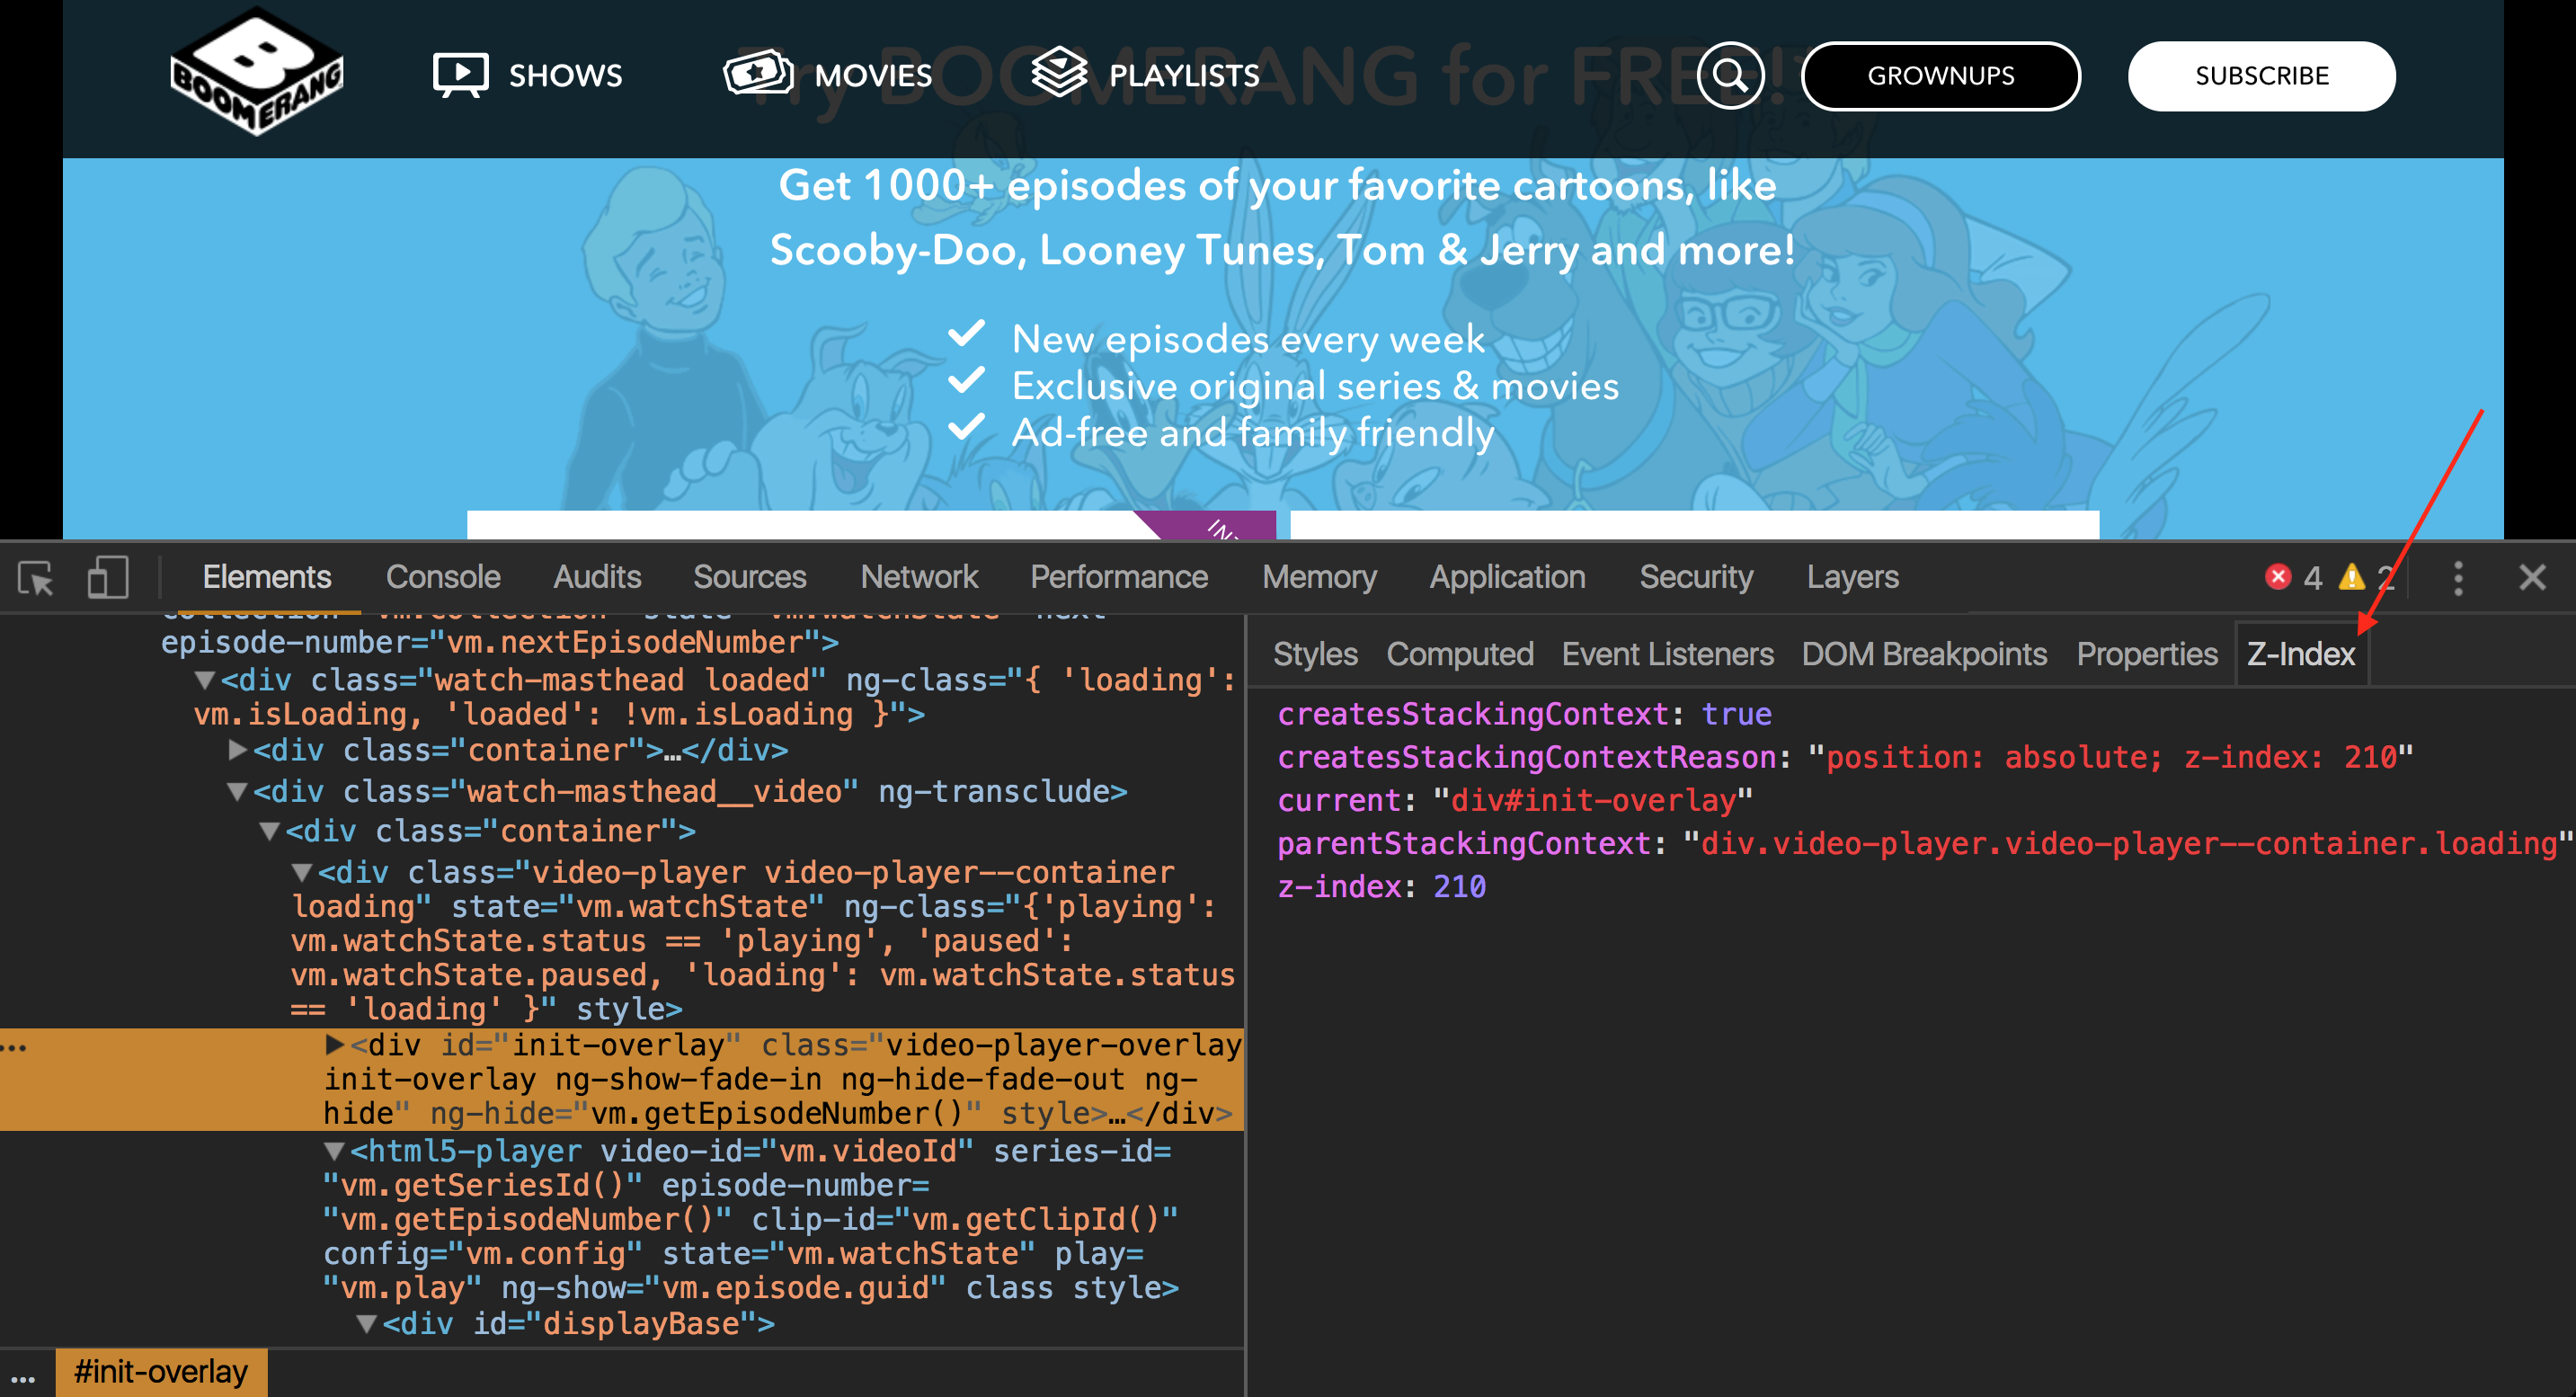 BOOMERANG
SHOWS
MOVIES
PLAYLISTS
GROWNUPS
SUBSCRIBE
Try BOOMERANG for FREE!
Get 1000+ episodes of your favorite cartoons, like
Scooby-Doo, Looney Tunes, Tom & Jerry and more!
New episodes every week
Exclusive original series & movies
Ad-free and family friendly
Elements Console Audits Sources Network Performance Memory Application Security Layers 4 2
episode-number="vm.nextEpisodeNumber">
▼<div class="watch-masthead loaded" ng-class="{ 'loading':
vm.isLoading, 'loaded': !vm.isLoading }">
▶<div class="container">…</div>
▼<div class="watch-masthead__video" ng-transclude>
▼<div class="container">
▼<div class="video-player video-player--container
loading" state="vm.watchState" ng-class="{'playing':
vm.watchState.status == 'playing', 'paused':
vm.watchState.paused, 'loading': vm.watchState.status
== 'loading' }" style>
…
▶<div id="init-overlay" class="video-player-overlay
init-overlay ng-show-fade-in ng-hide-fade-out ng-
hide" ng-hide="vm.getEpisodeNumber()" style>…</div>
▼<html5-player video-id="vm.videoId" series-id=
"vm.getSeriesId()" episode-number=
"vm.getEpisodeNumber()" clip-id="vm.getClipId()"
config="vm.config" state="vm.watchState" play=
"vm.play" ng-show="vm.episode.guid" class style>
▼<div id="displayBase">
… #init-overlay
Styles Computed Event Listeners DOM Breakpoints Properties Z-Index
createsStackingContext: true
createsStackingContextReason: "position: absolute; z-index: 210"
current: "div#init-overlay"
parentStackingContext: "div.video-player.video-player--container.loading"
z-index: 210